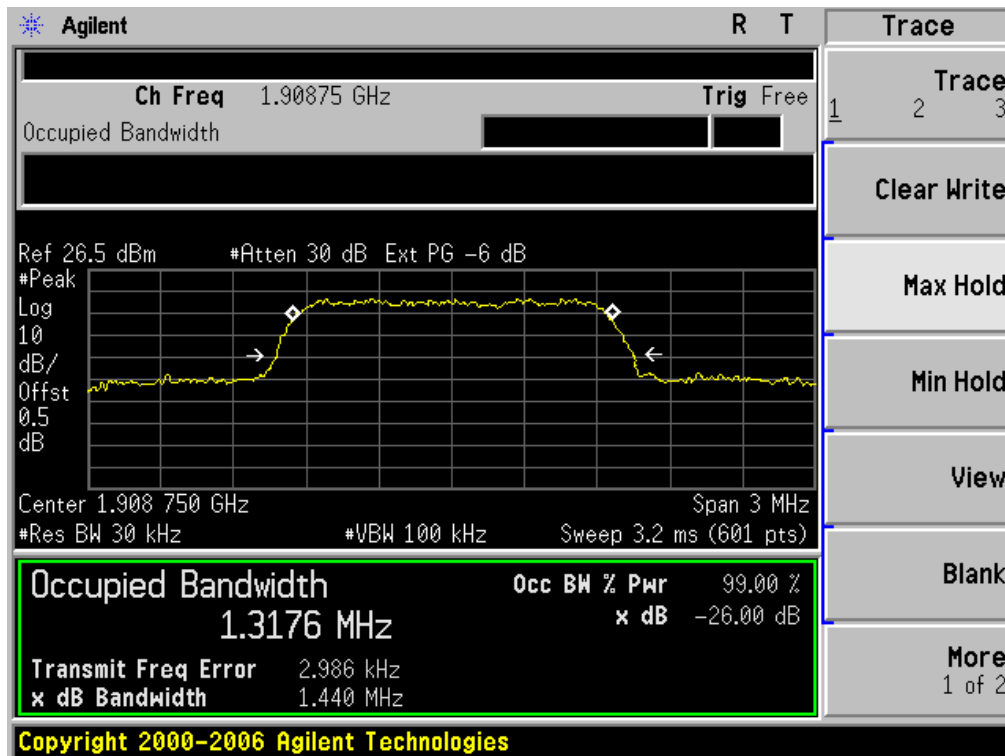 Agilent R T
Ch Freq 1.90875 GHz Trig Free
Occupied Bandwidth
Ref 26.5 dBm #Atten 30 dB Ext PG -6 dB
#Peak
Log
10
dB/
Offst
0.5
dB
Center 1.908 750 GHz Span 3 MHz
#Res BW 30 kHz #VBW 100 kHz Sweep 3.2 ms (601 pts)
Occupied Bandwidth
1.3176 MHz
Occ BW % Pwr 99.00 %
x dB -26.00 dB
Transmit Freq Error 2.986 kHz
x dB Bandwidth 1.440 MHz
Copyright 2000-2006 Agilent Technologies
Trace
Trace
1 2 3
Clear Write
Max Hold
Min Hold
View
Blank
More
1 of 2